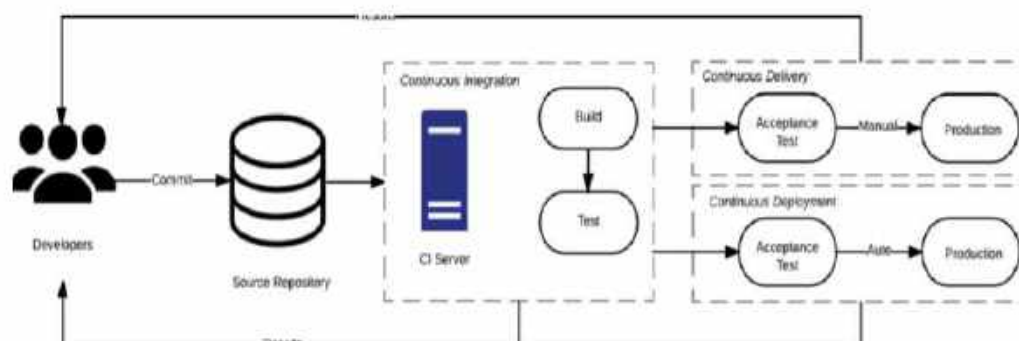 Continuous Integration
Continuous Delivery
Build
Acceptance
Test
Manual
Production
Commit
Continuous Deployment
Test
Developers
CI Server
Acceptance
Test
Auto
Production
Source Repository